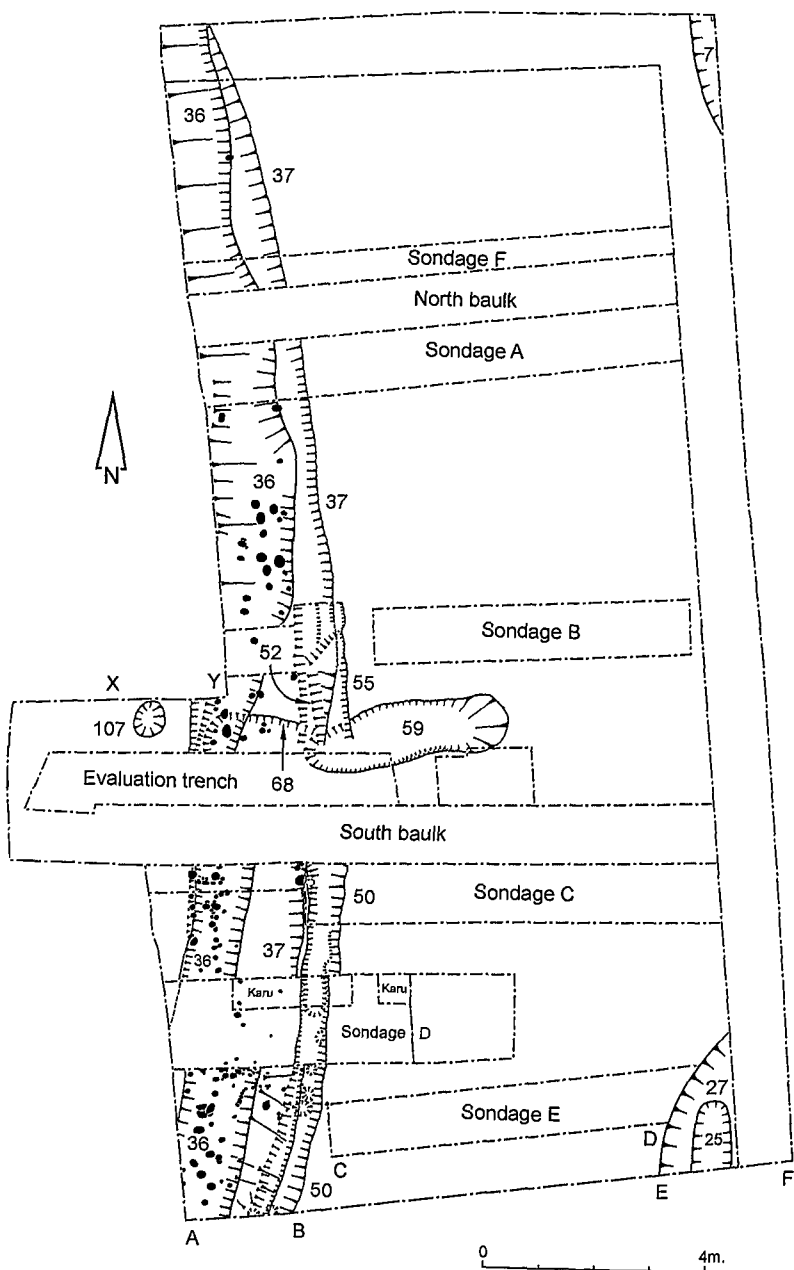 7
36
37
Sondage F
North baulk
Sondage A
N
36
37
Sondage B
52
55
X
Y
107
59
Evaluation trench
68
South baulk
50
Sondage C
36
37
Karu
Karu
Sondage D
27
Sondage E
D
25
36
C
50
E
F
A
B
0
4m.